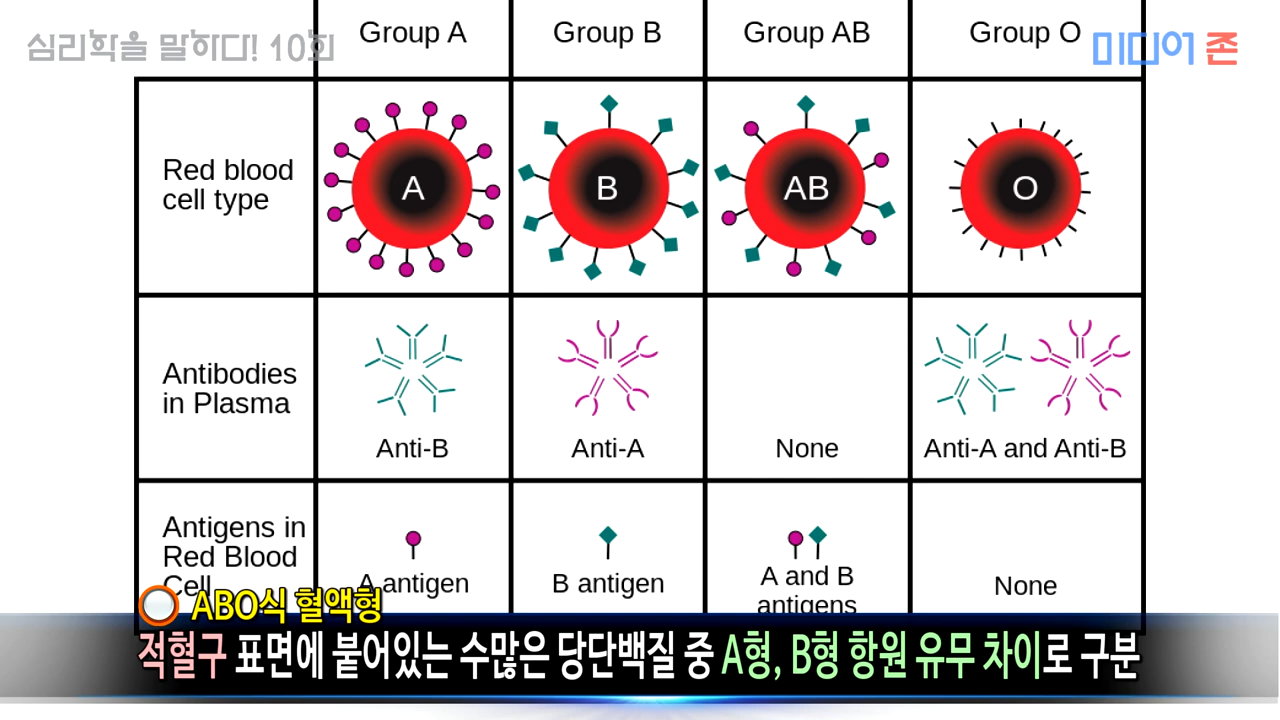 심리학을 말하다! 10회
미디어 존
Group A
Group B
Group AB
Group O
Red blood
cell type
A
B
AB
O
Antibodies
in Plasma
Anti-B
Anti-A
None
Anti-A and Anti-B
Antigens in
Red Blood
Cell
A antigen
B antigen
A and B
antigens
None
ABO식 혈액형
적혈구 표면에 붙어있는 수많은 당단백질 중 A형, B형 항원 유무 차이로 구분